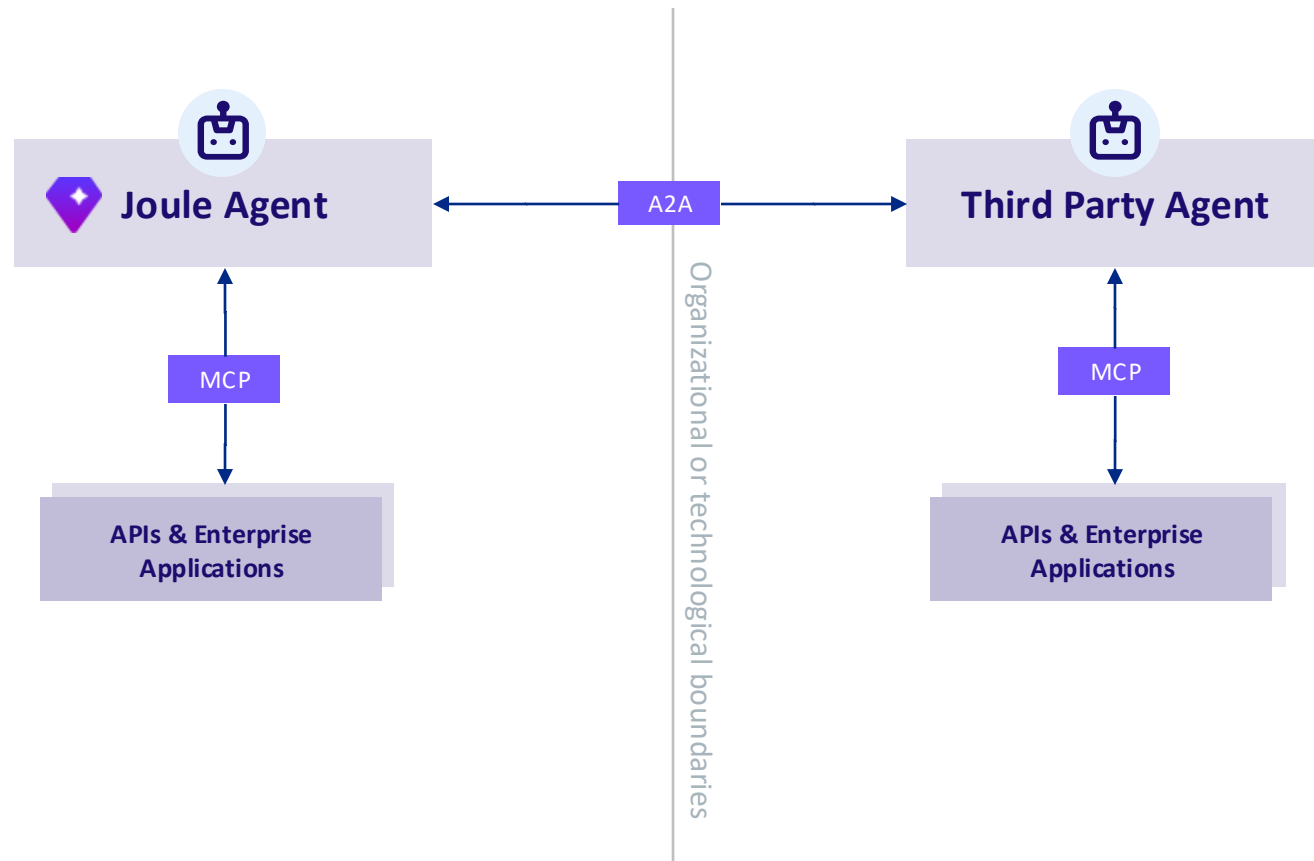 Joule Agent
A2A
Third Party Agent
Organizational or technological boundaries
MCP
MCP
APIs & Enterprise
Applications
APIs & Enterprise
Applications